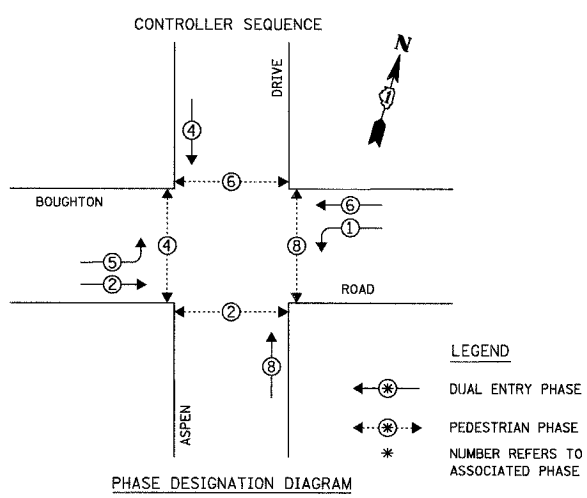 CONTROLLER SEQUENCE
DRIVE
N
1
4
6
BOUGHTON
6
1
4
8
5
2
ROAD
2
8
ASPEN
LEGEND
* DUAL ENTRY PHASE
* PEDESTRIAN PHASE
* NUMBER REFERS TO
ASSOCIATED PHASE
PHASE DESIGNATION DIAGRAM